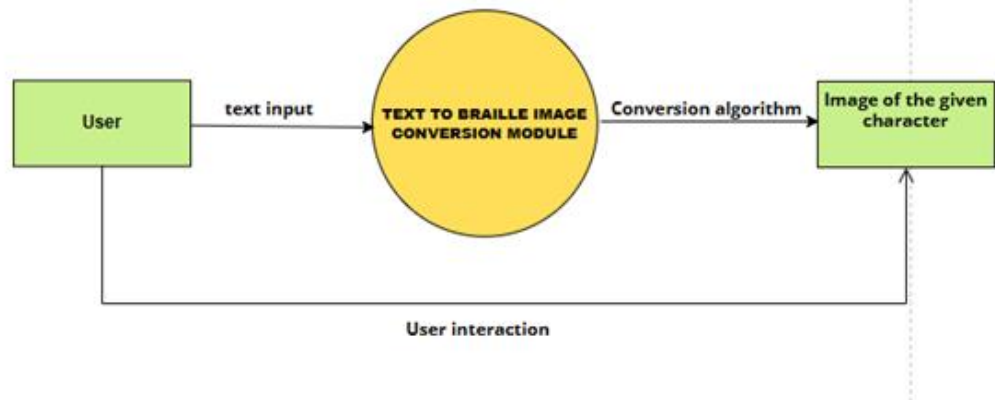 User
text input
TEXT TO BRAILLE IMAGE
CONVERSION MODULE
Conversion algorithm
Image of the given
character
User interaction